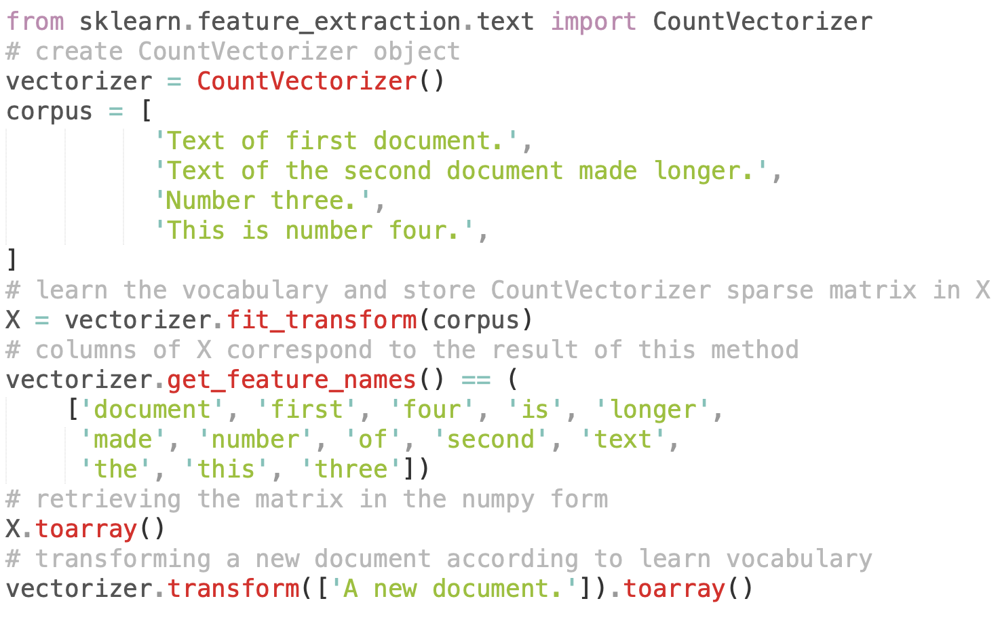 from sklearn.feature_extraction.text import CountVectorizer
# create CountVectorizer object
vectorizer = CountVectorizer()
corpus = [
          'Text of first document.',
          'Text of the second document made longer.',
          'Number three.',
          'This is number four.',
]
# learn the vocabulary and store CountVectorizer sparse matrix in X
X = vectorizer.fit_transform(corpus)
# columns of X correspond to the result of this method
vectorizer.get_feature_names() == (
    ['document', 'first', 'four', 'is', 'longer',
     'made', 'number', 'of', 'second', 'text',
     'the', 'this', 'three'])
# retrieving the matrix in the numpy form
X.toarray()
# transforming a new document according to learn vocabulary
vectorizer.transform(['A new document.']).toarray()